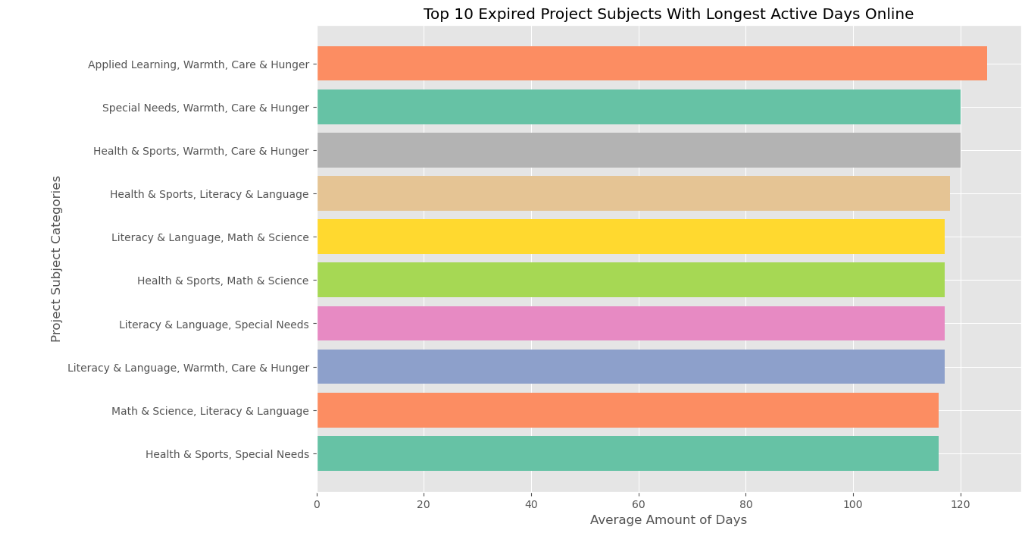 Top 10 Expired Project Subjects With Longest Active Days Online
Project Subject Categories
Applied Learning, Warmth, Care & Hunger
Special Needs, Warmth, Care & Hunger
Health & Sports, Warmth, Care & Hunger
Health & Sports, Literacy & Language
Literacy & Language, Math & Science
Health & Sports, Math & Science
Literacy & Language, Special Needs
Literacy & Language, Warmth, Care & Hunger
Math & Science, Literacy & Language
Health & Sports, Special Needs
0 20 40 60 80 100 120
Average Amount of Days